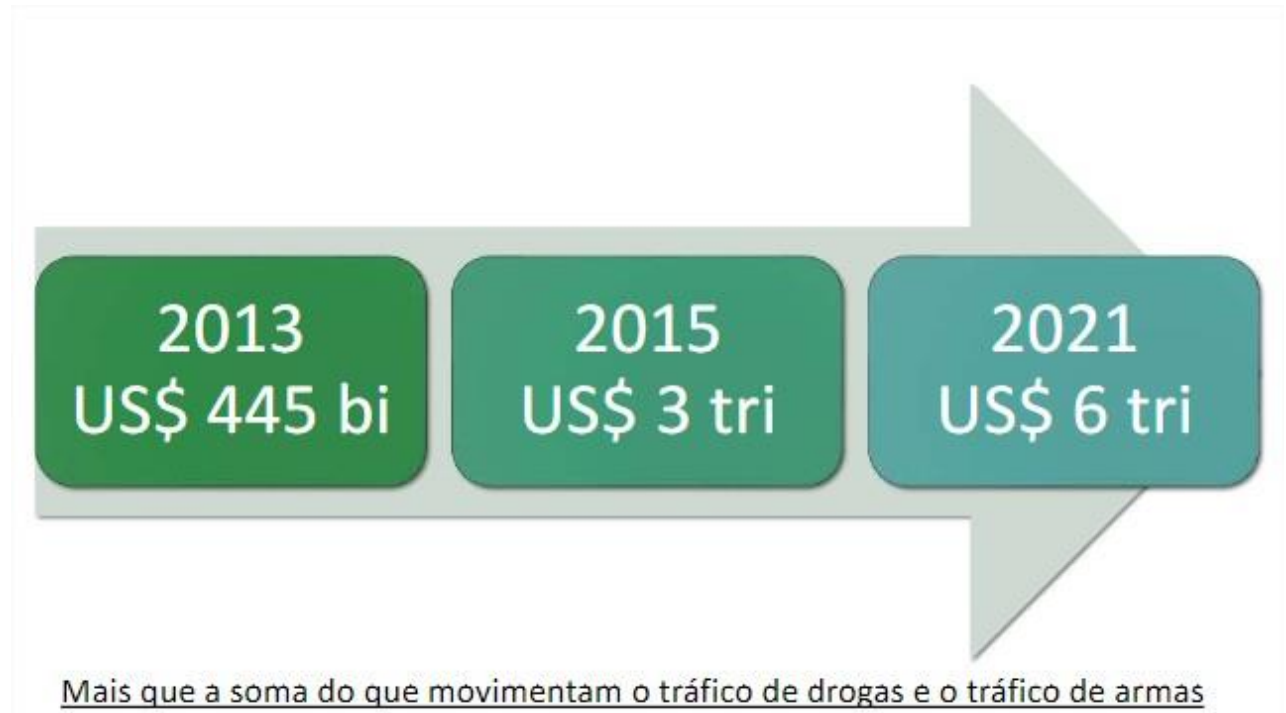 2013
US$ 445 bi
2015
US$ 3 tri
2021
US$ 6 tri
Mais que a soma do que movimentam o tráfico de drogas e o tráfico de armas